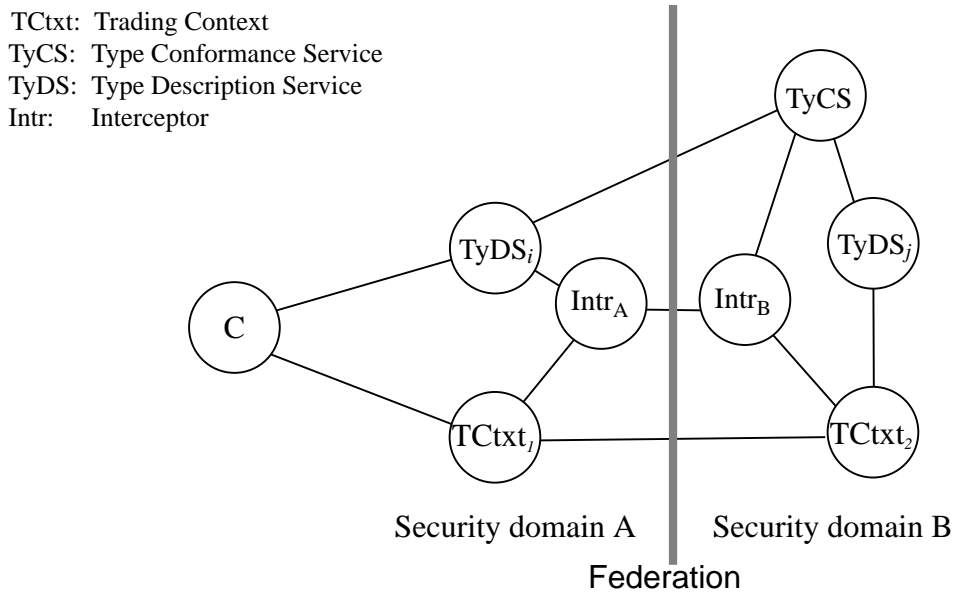 TCtxt: Trading Context
TyCS: Type Conformance Service
TyDS: Type Description Service
Intr: Interceptor
TyCS
TyDSi
TyDSj
IntrA
IntrB
C
TCtxt1
TCtxt2
Security domain A
Security domain B
Federation